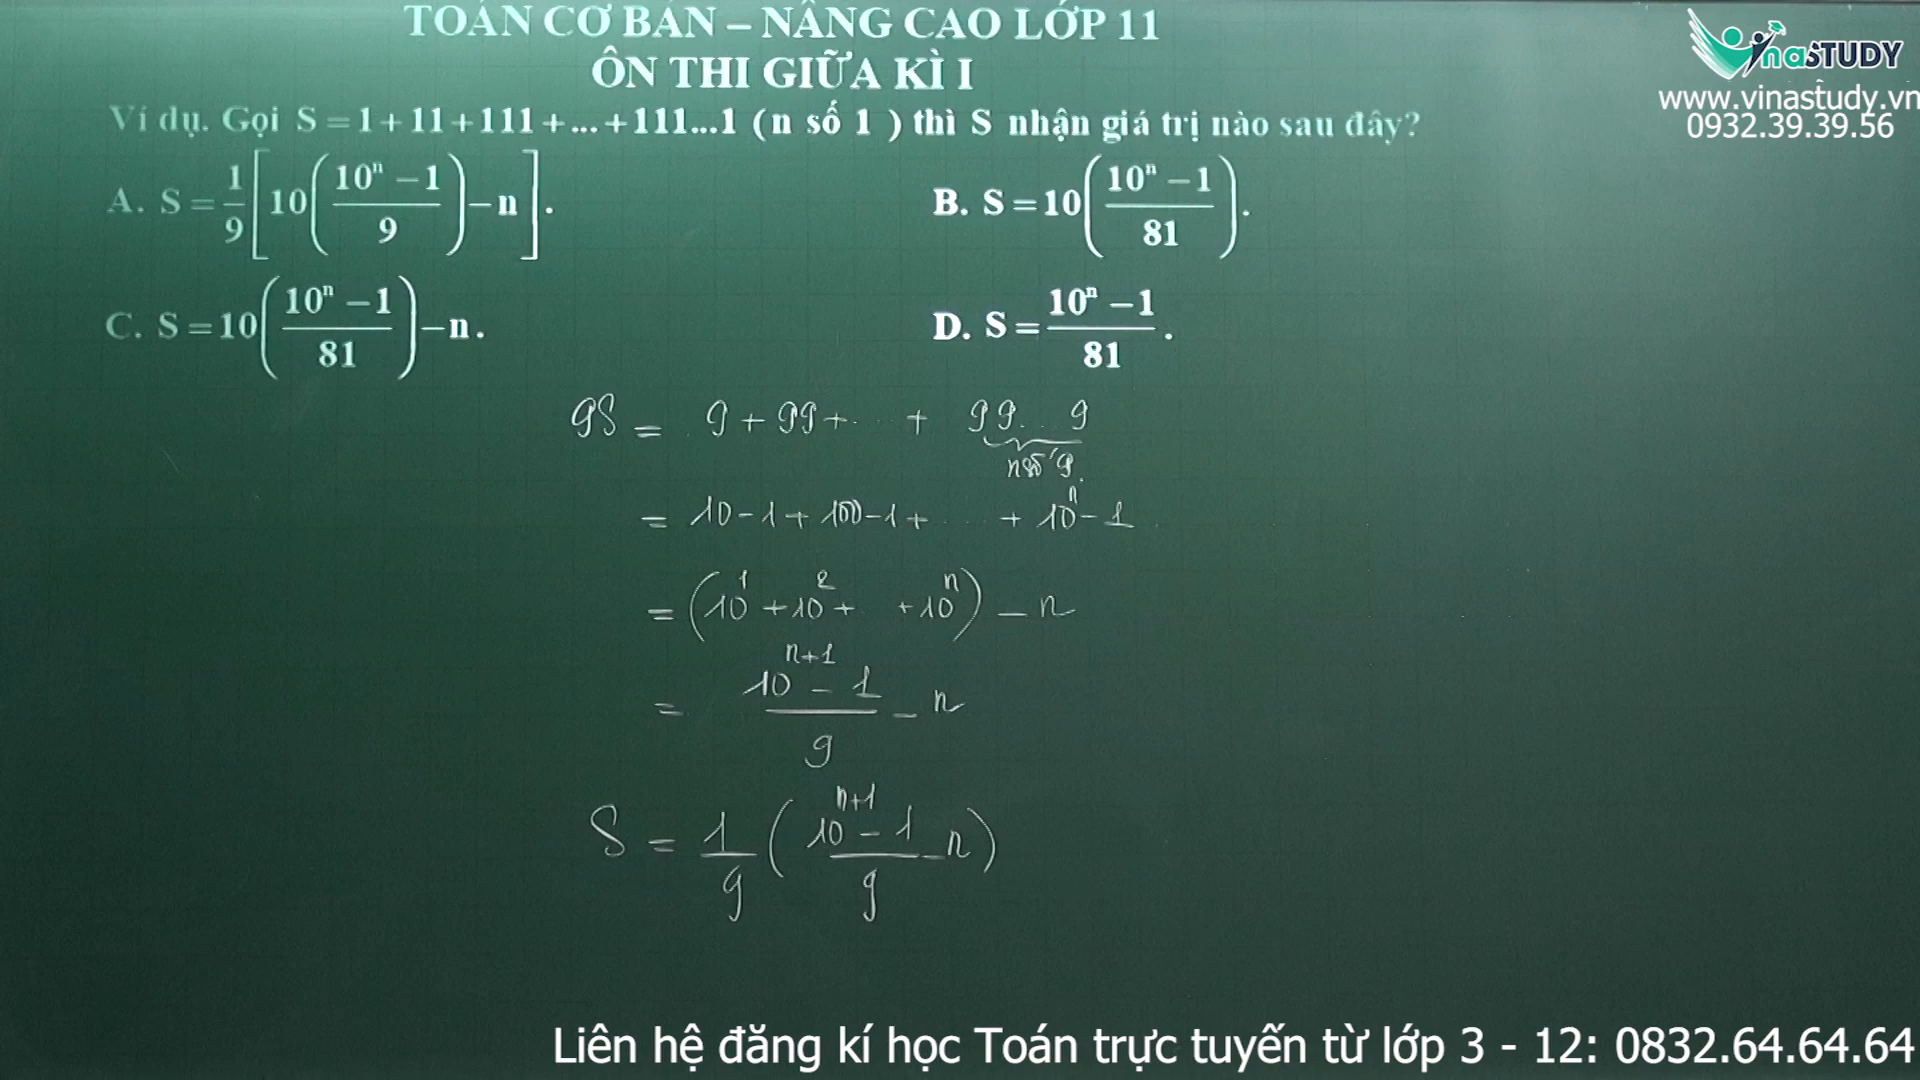 TOÁN CƠ BẢN – NÂNG CAO LỚP 11
ÔN THI GIỮA KÌ I
VinaSTUDY
www.vinastudy.vn
0932.39.39.56
Ví dụ. Gọi S = 1 + 11 + 111 + ... + 111...1 ( n số 1 ) thì S nhận giá trị nào sau đây?
A. S = 1/9 [ 10 ( (10ⁿ − 1)/9 ) − n ].
B. S = 10 ( (10ⁿ − 1)/81 ).
C. S = 10 ( (10ⁿ − 1)/81 ) − n.
D. S = (10ⁿ − 1)/81.
9S = 9 + 99 + .. + 99..9
n số 9.
= 10 - 1 + 100 - 1 + .. + 10ⁿ - 1
= (10¹ + 10² + .. + 10ⁿ) - n
= (10ⁿ⁺¹ - 1)/9 - n
S = 1/9 ( (10ⁿ⁺¹ - 1)/9 - n )
Liên hệ đăng kí học Toán trực tuyến từ lớp 3 - 12: 0832.64.64.64